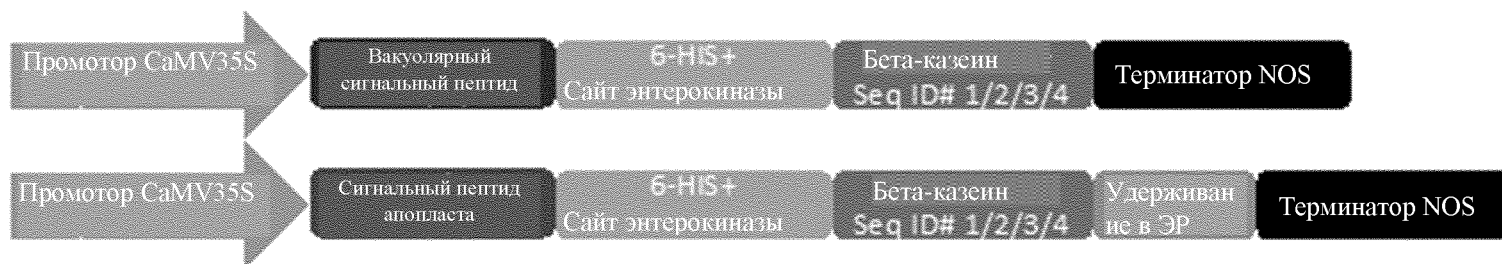 Промотор CaMV35S
Вакуолярный
сигнальный пептид
6-HIS+
Сайт энтерокиназы
Бета-казеин
Seq ID# 1/2/3/4
Терминатор NOS
Промотор CaMV35S
Сигнальный пептид
апопласта
6-HIS+
Сайт энтерокиназы
Бета-казеин
Seq ID# 1/2/3/4
Удерживан
ие в ЭР
Терминатор NOS